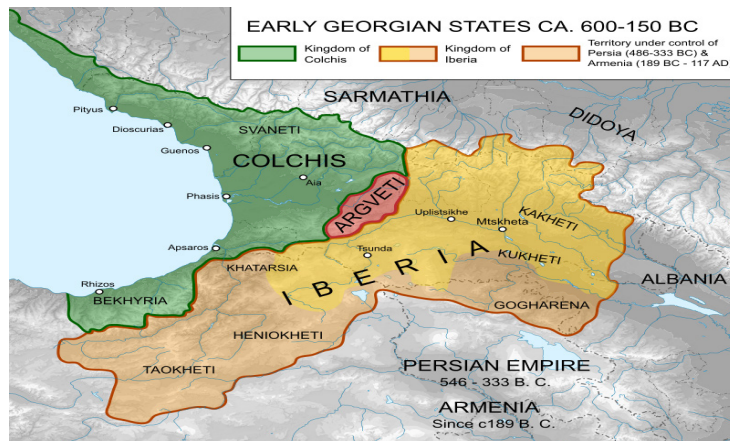 EARLY GEORGIAN STATES CA. 600-150 BC
Kingdom of
Colchis
Kingdom of
Iberia
Territory under control of
Persia (486-333 BC) &
Armenia (189 BC - 117 AD
SARMATHIA
DIDOYA
Pityus
Dioscurias
SVANETI
Guenos
COLCHIS
Aia
ARGVETI
Phasis
Uplistsikhe
KAKHETI
Mtskheta
Apsaros
Tsunda
KUKHETI
KHATARSIA
IBERIA
ALBANIA
Rhizos
BEKHYRIA
GOGHARENA
HENIOKHETI
TAOKHETI
PERSIAN EMPIRE
546 - 333 B. C.
ARMENIA
Since c189 B. C.